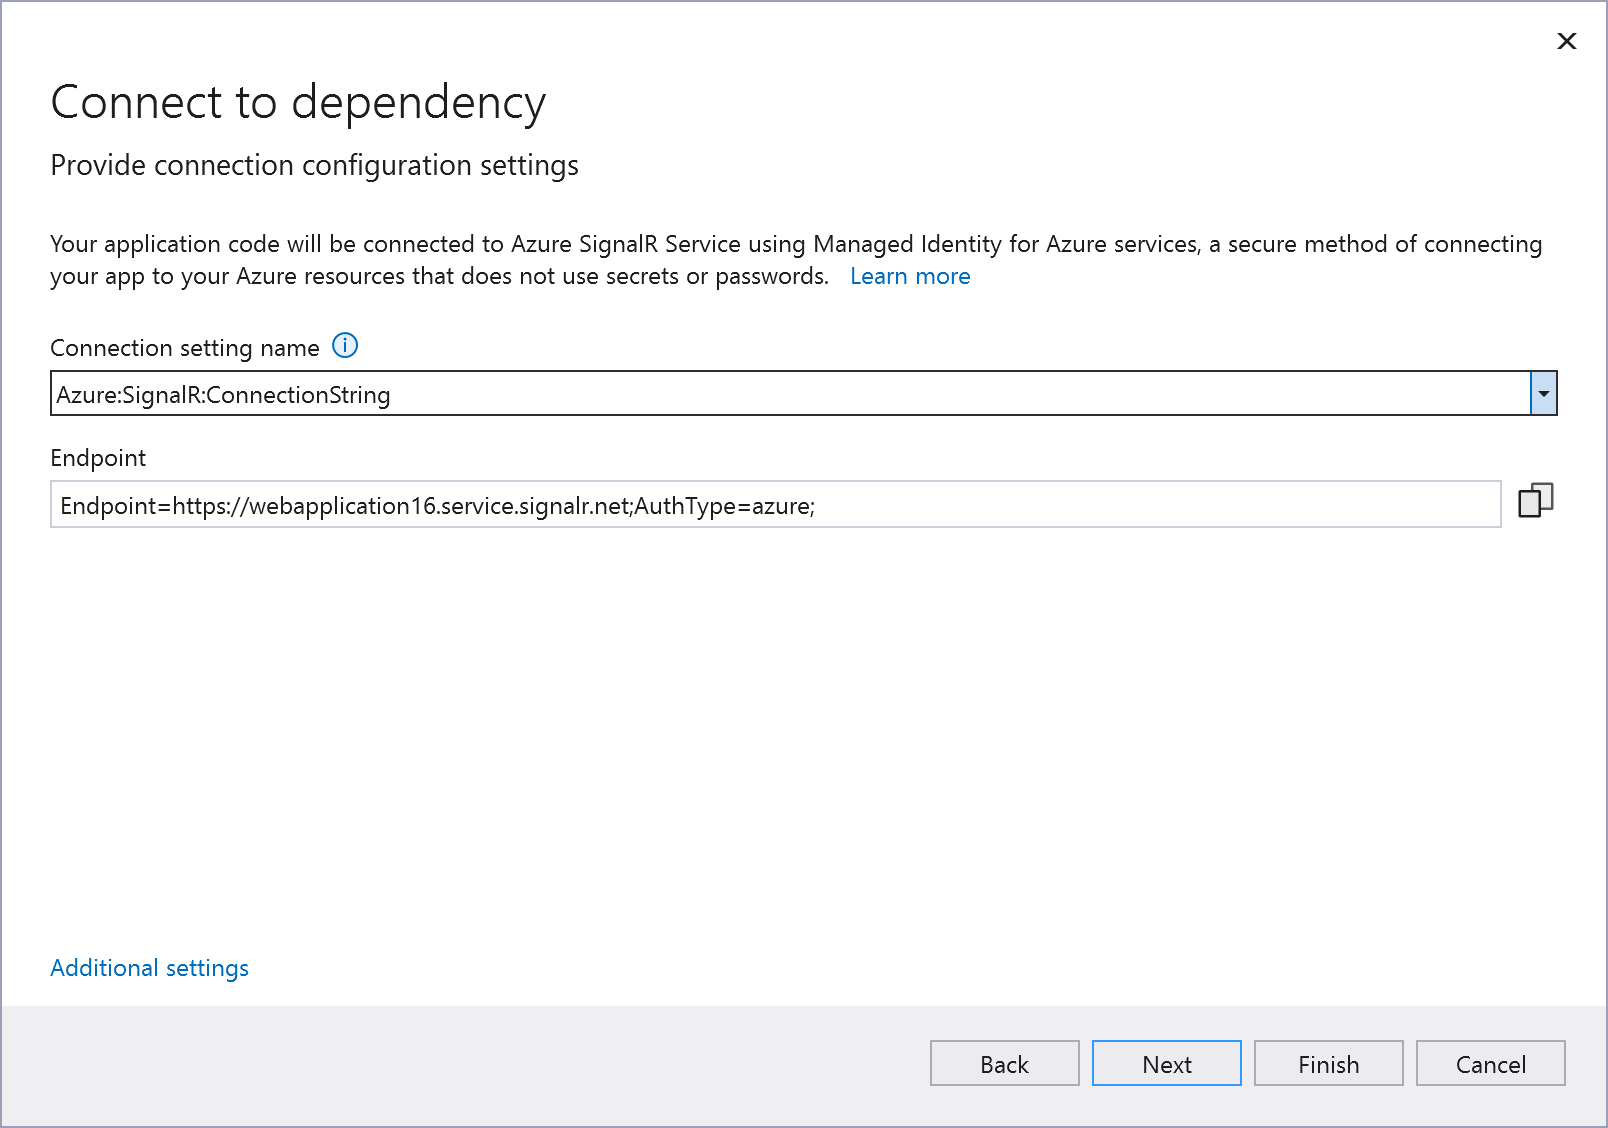 Connect to dependency
Provide connection configuration settings
Your application code will be connected to Azure SignalR Service using Managed Identity for Azure services, a secure method of connecting
your app to your Azure resources that does not use secrets or passwords. Learn more
Connection setting name
Azure:SignalR:ConnectionString
Endpoint
Endpoint=https://webapplication16.service.signalr.net;AuthType=azure;
Additional settings
Back Next Finish Cancel